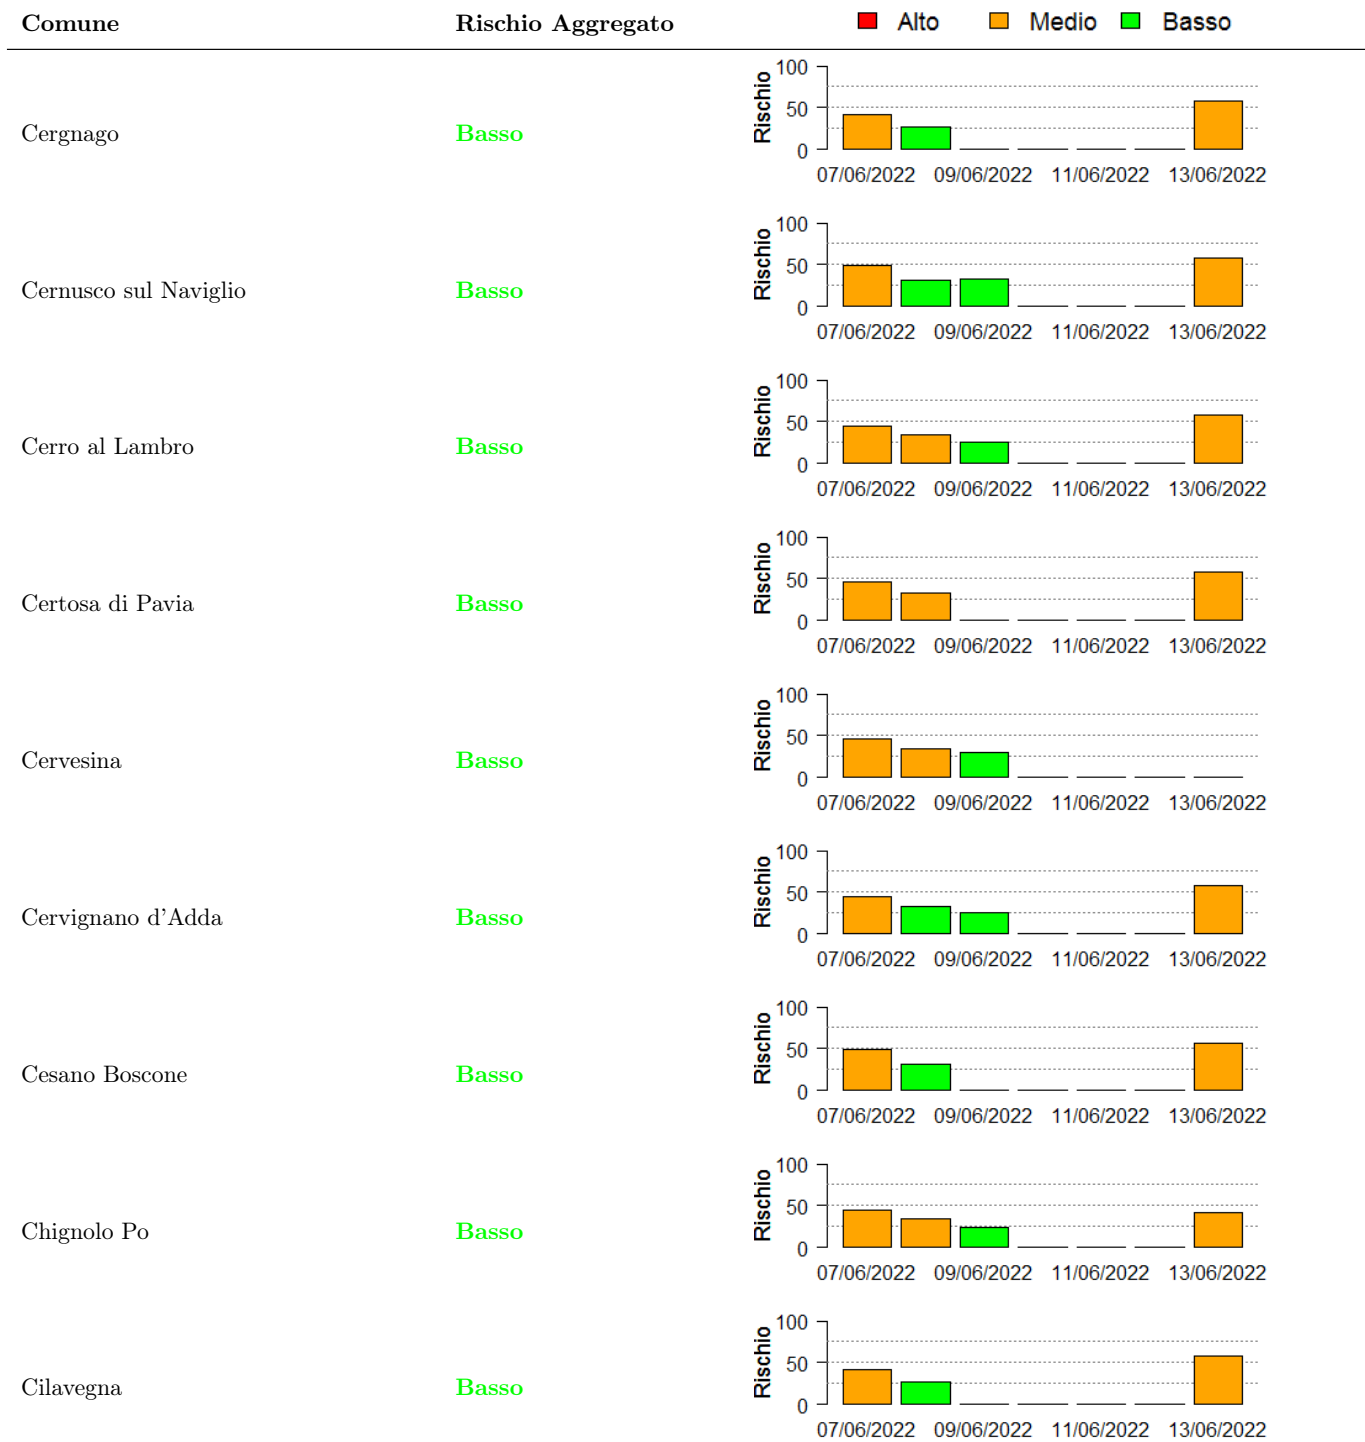 Comune Rischio Aggregato Alto Medio Basso
Cergnago Basso
Rischio
100
50
0
07/06/2022 09/06/2022 11/06/2022 13/06/2022
Cernusco sul Naviglio Basso
Rischio
100
50
0
07/06/2022 09/06/2022 11/06/2022 13/06/2022
Cerro al Lambro Basso
Rischio
100
50
0
07/06/2022 09/06/2022 11/06/2022 13/06/2022
Certosa di Pavia Basso
Rischio
100
50
0
07/06/2022 09/06/2022 11/06/2022 13/06/2022
Cervesina Basso
Rischio
100
50
0
07/06/2022 09/06/2022 11/06/2022 13/06/2022
Cervignano d'Adda Basso
Rischio
100
50
0
07/06/2022 09/06/2022 11/06/2022 13/06/2022
Cesano Boscone Basso
Rischio
100
50
0
07/06/2022 09/06/2022 11/06/2022 13/06/2022
Chignolo Po Basso
Rischio
100
50
0
07/06/2022 09/06/2022 11/06/2022 13/06/2022
Cilavegna Basso
Rischio
100
50
0
07/06/2022 09/06/2022 11/06/2022 13/06/2022